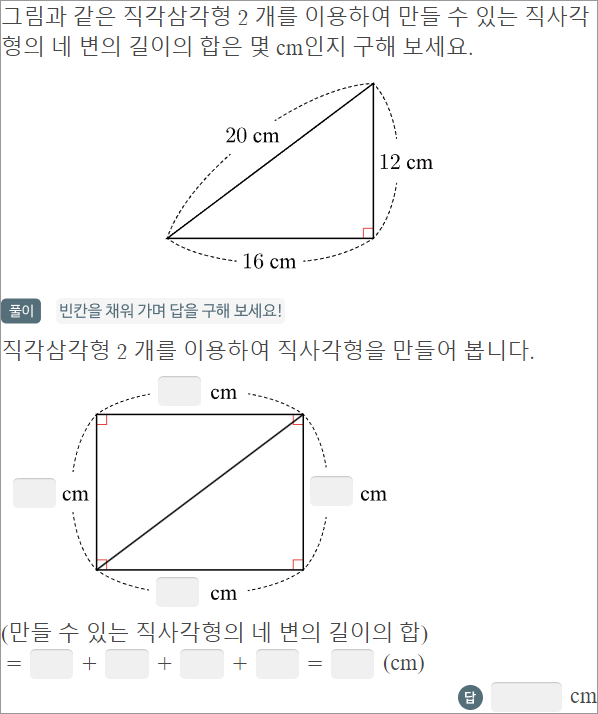 그림과 같은 직각삼각형 2 개를 이용하여 만들 수 있는 직사각
형의 네 변의 길이의 합은 몇 cm인지 구해 보세요.
20 cm
12 cm
16 cm
풀이 빈칸을 채워 가며 답을 구해 보세요!
직각삼각형 2 개를 이용하여 직사각형을 만들어 봅니다.
cm
cm
cm
cm
(만들 수 있는 직사각형의 네 변의 길이의 합)
= + + + = (cm)
답 cm